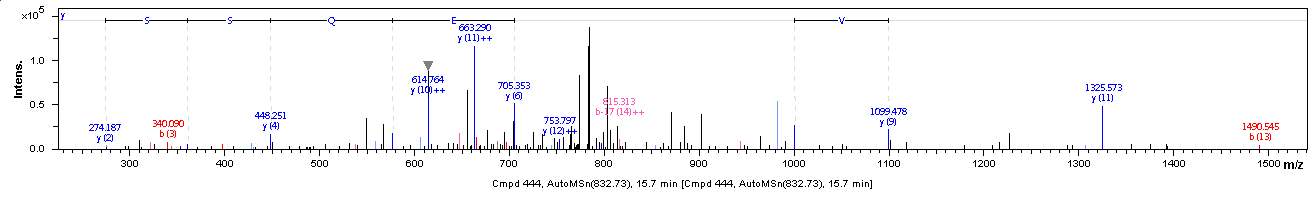 ×10⁵
y
S S Q E V
663.290
y (11)++
614.764
y (10)++
705.353
y (6)
815.313
b-17 (14)++
1325.573
y (11)
1.0
Intens.
0.5
0.0
274.187
y (2)
340.090
b (3)
448.251
y (4)
753.797
y (12)++
1099.478
y (9)
1490.545
b (13)
300 400 500 600 700 800 900 1000 1100 1200 1300 1400 1500 m/z
Cmpd 444, AutoMSn(832.73), 15.7 min [Cmpd 444, AutoMSn(832.73), 15.7 min]